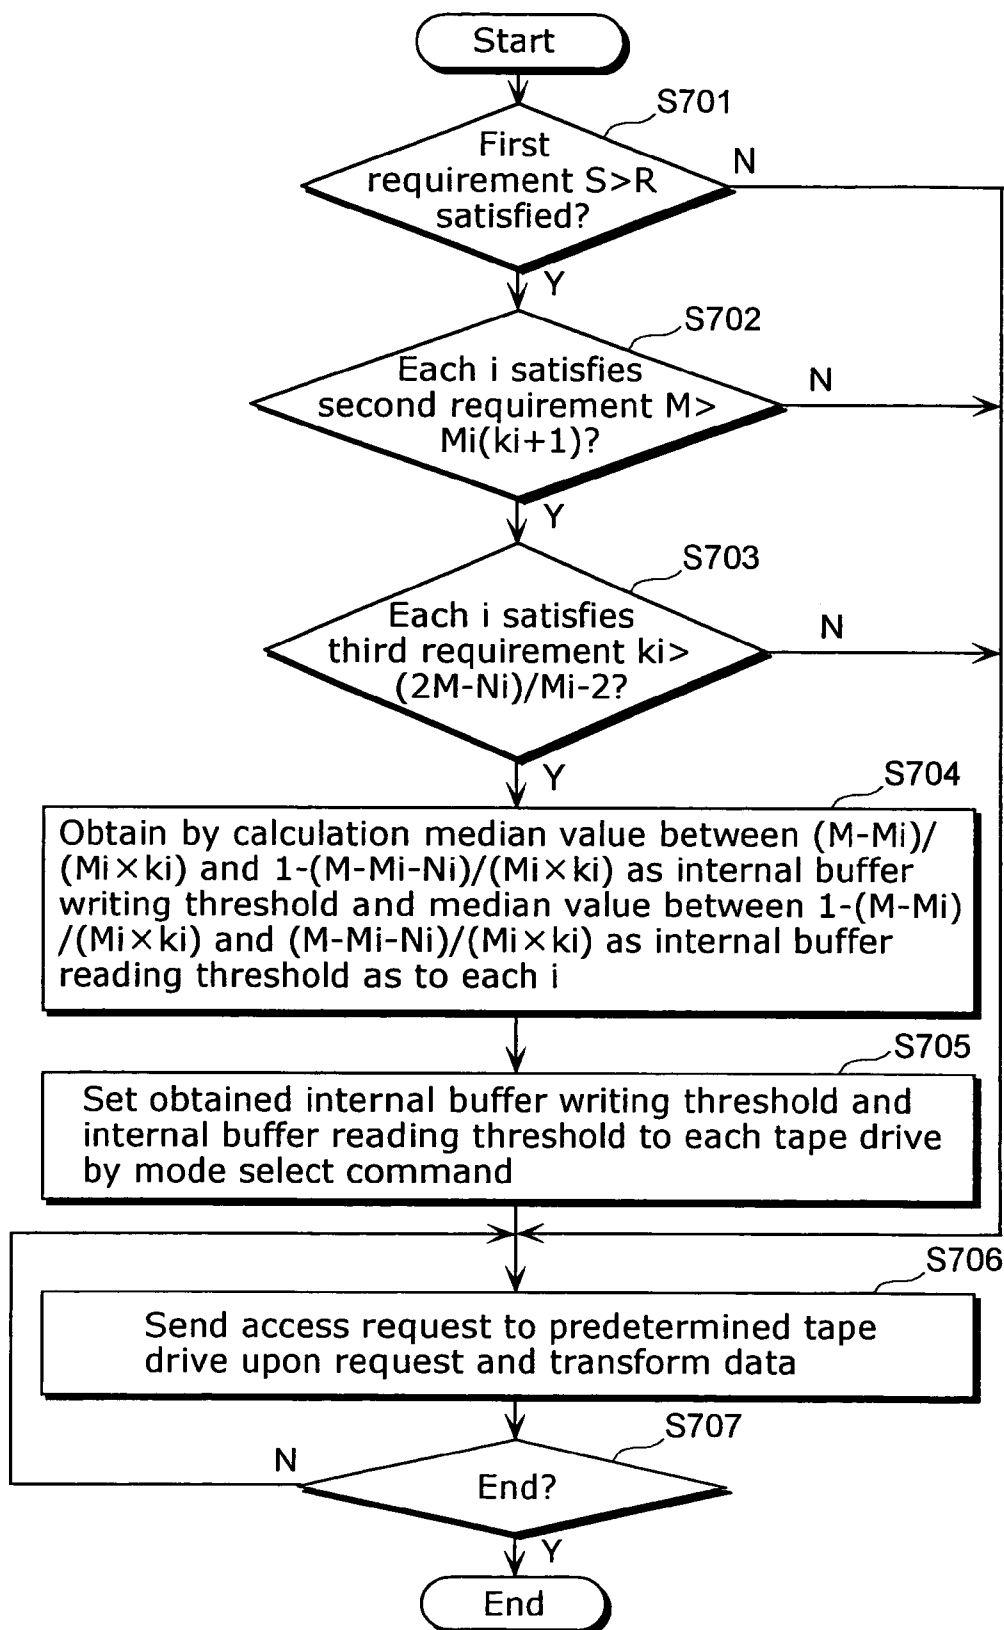 Start
S701
First
requirement S>R
satisfied?
N
Y
S702
Each i satisfies
second requirement M>
Mi(ki+1)?
N
Y
S703
Each i satisfies
third requirement ki>
(2M-Ni)/Mi-2?
N
Y
S704
Obtain by calculation median value between (M-Mi)/
(Mi×ki) and 1-(M-Mi-Ni)/(Mi×ki) as internal buffer
writing threshold and median value between 1-(M-Mi)
/(Mi×ki) and (M-Mi-Ni)/(Mi×ki) as internal buffer
reading threshold as to each i
S705
Set obtained internal buffer writing threshold and
internal buffer reading threshold to each tape drive
by mode select command
S706
Send access request to predetermined tape
drive upon request and transform data
S707
N
End?
Y
End